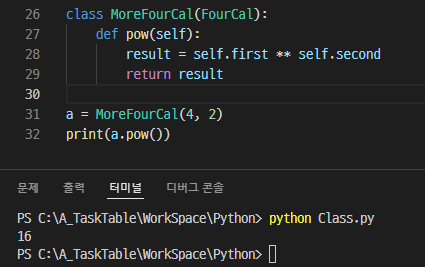 26 class MoreFourCal(FourCal):
27     def pow(self):
28         result = self.first ** self.second
29         return result
30
31 a = MoreFourCal(4, 2)
32 print(a.pow())
문제 출력 터미널 디버그 콘솔
PS C:\A_TaskTable\WorkSpace\Python> python Class.py
16
PS C:\A_TaskTable\WorkSpace\Python>